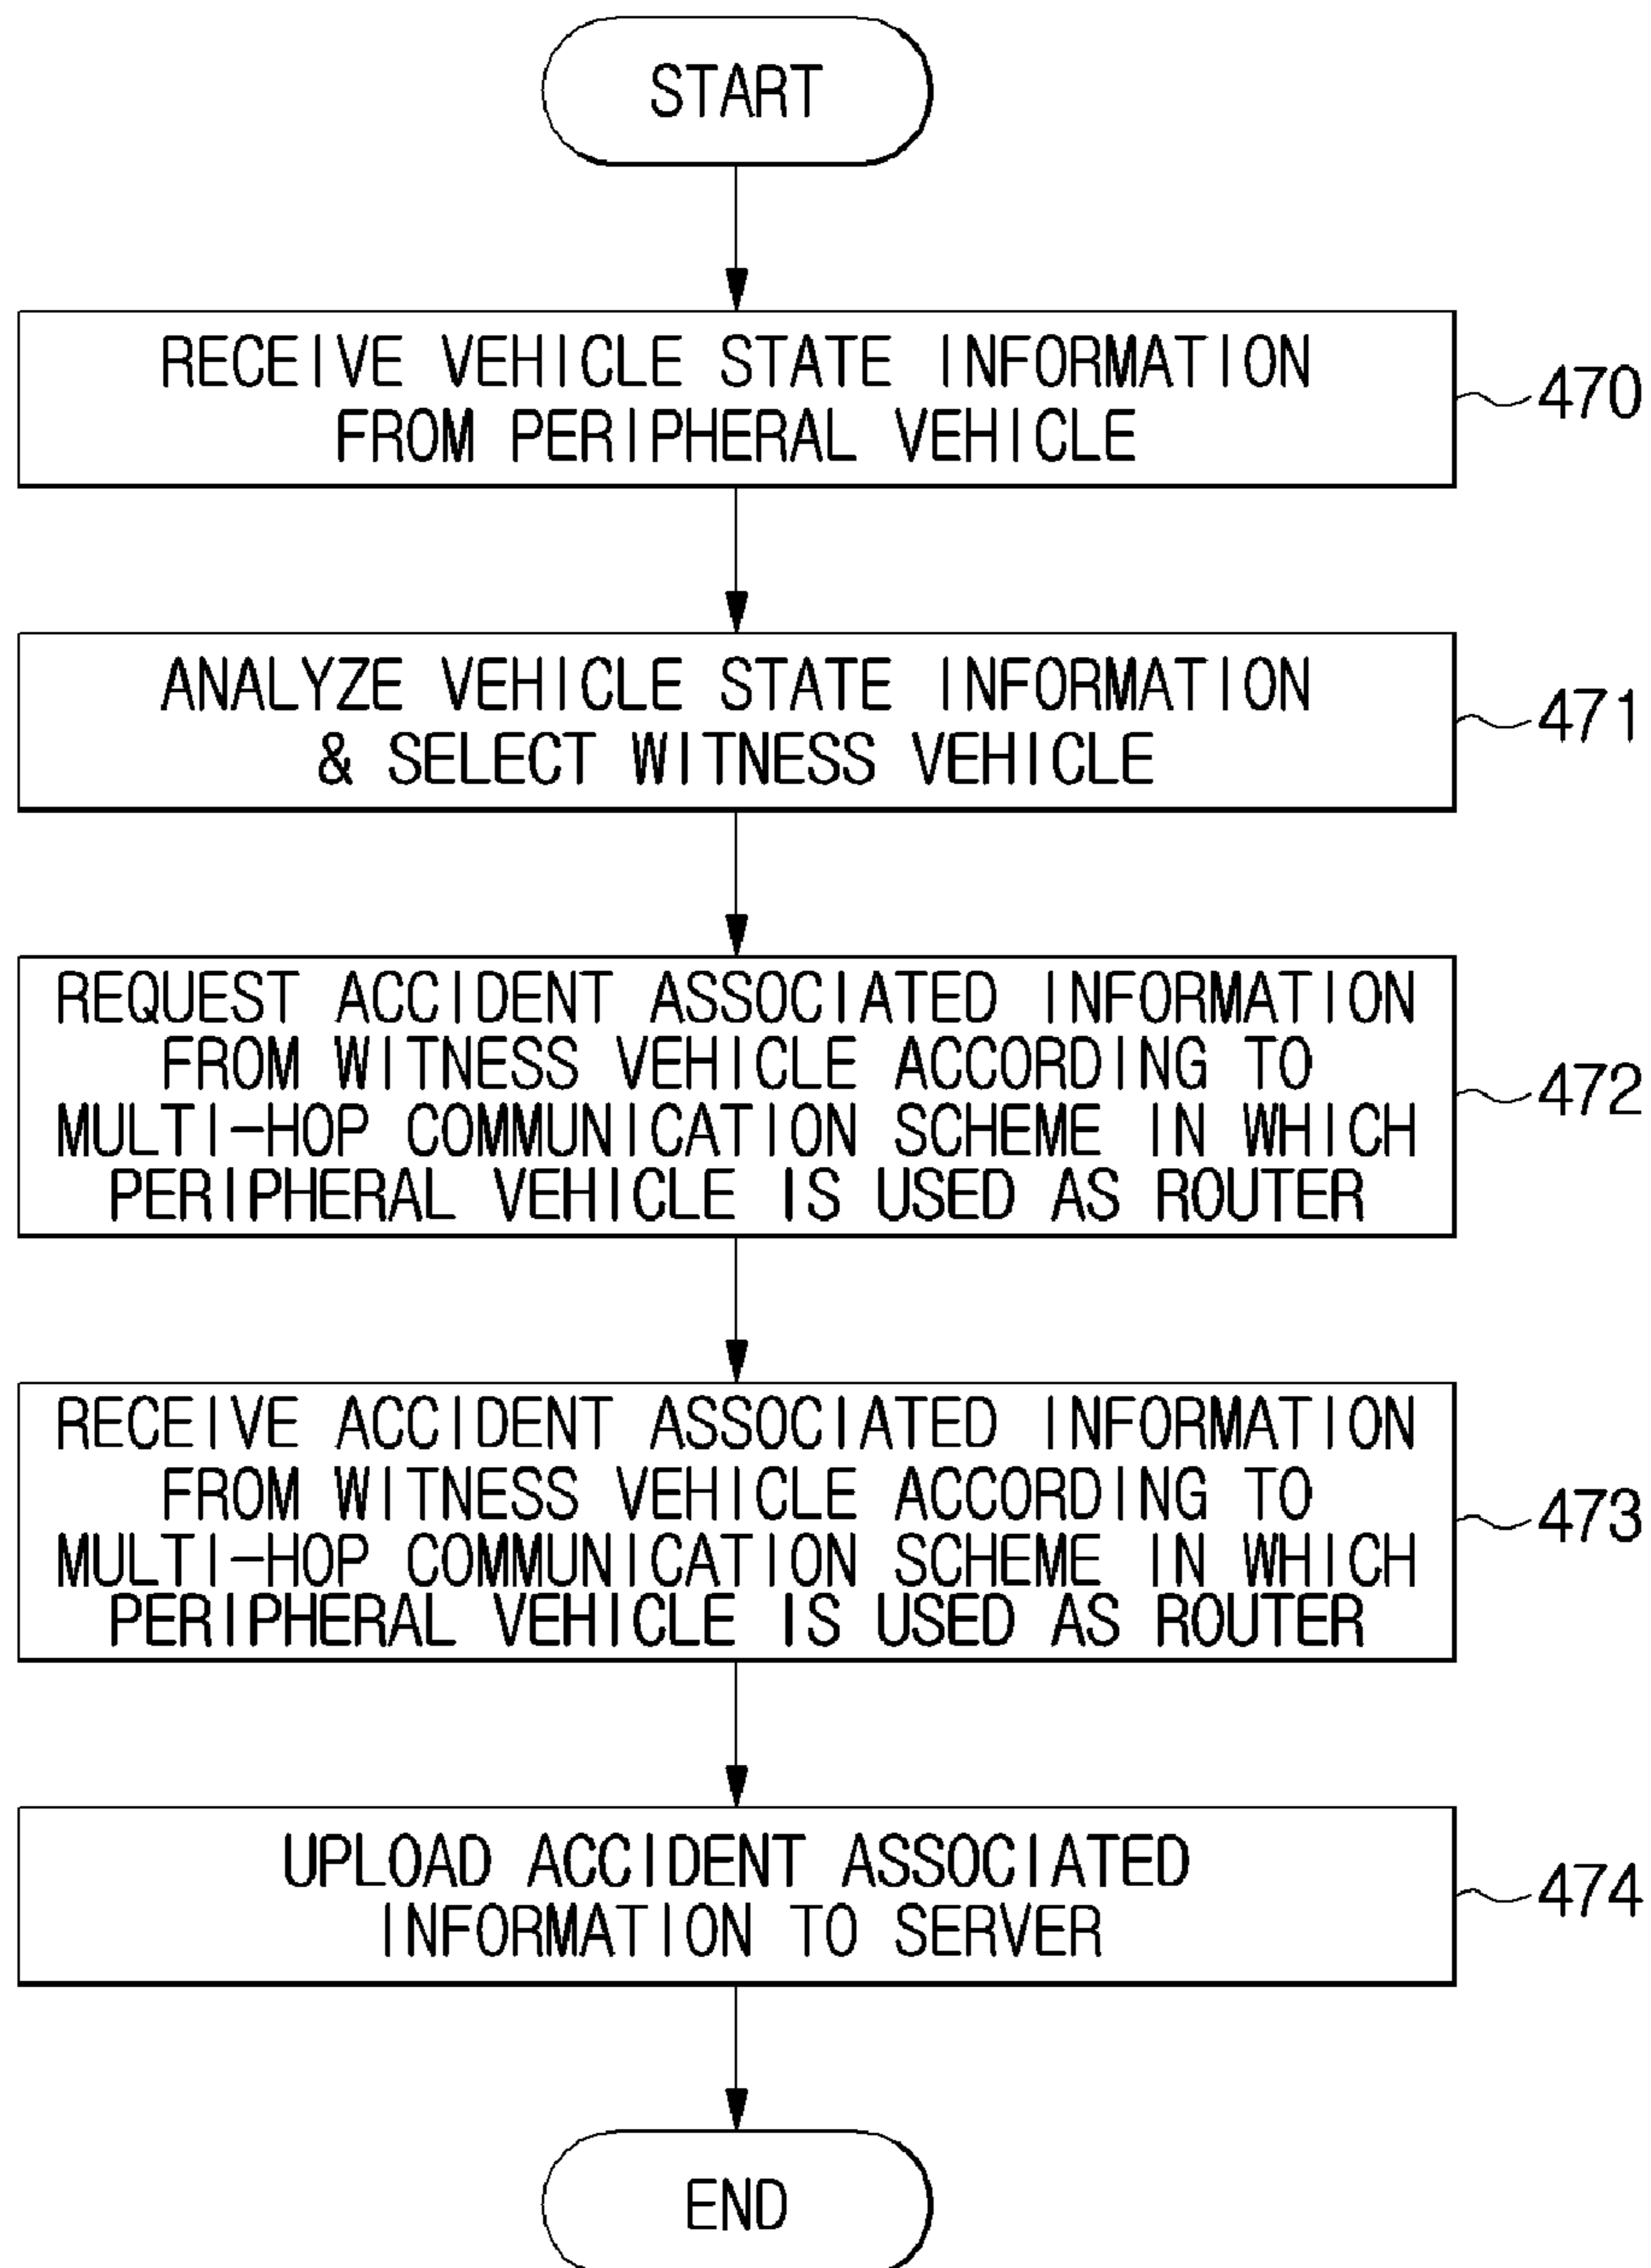 START
RECEIVE VEHICLE STATE INFORMATION
FROM PERIPHERAL VEHICLE
470
ANALYZE VEHICLE STATE INFORMATION
& SELECT WITNESS VEHICLE
471
REQUEST ACCIDENT ASSOCIATED INFORMATION
FROM WITNESS VEHICLE ACCORDING TO
MULTI-HOP COMMUNICATION SCHEME IN WHICH
PERIPHERAL VEHICLE IS USED AS ROUTER
472
RECEIVE ACCIDENT ASSOCIATED INFORMATION
FROM WITNESS VEHICLE ACCORDING TO
MULTI-HOP COMMUNICATION SCHEME IN WHICH
PERIPHERAL VEHICLE IS USED AS ROUTER
473
UPLOAD ACCIDENT ASSOCIATED
INFORMATION TO SERVER
474
END